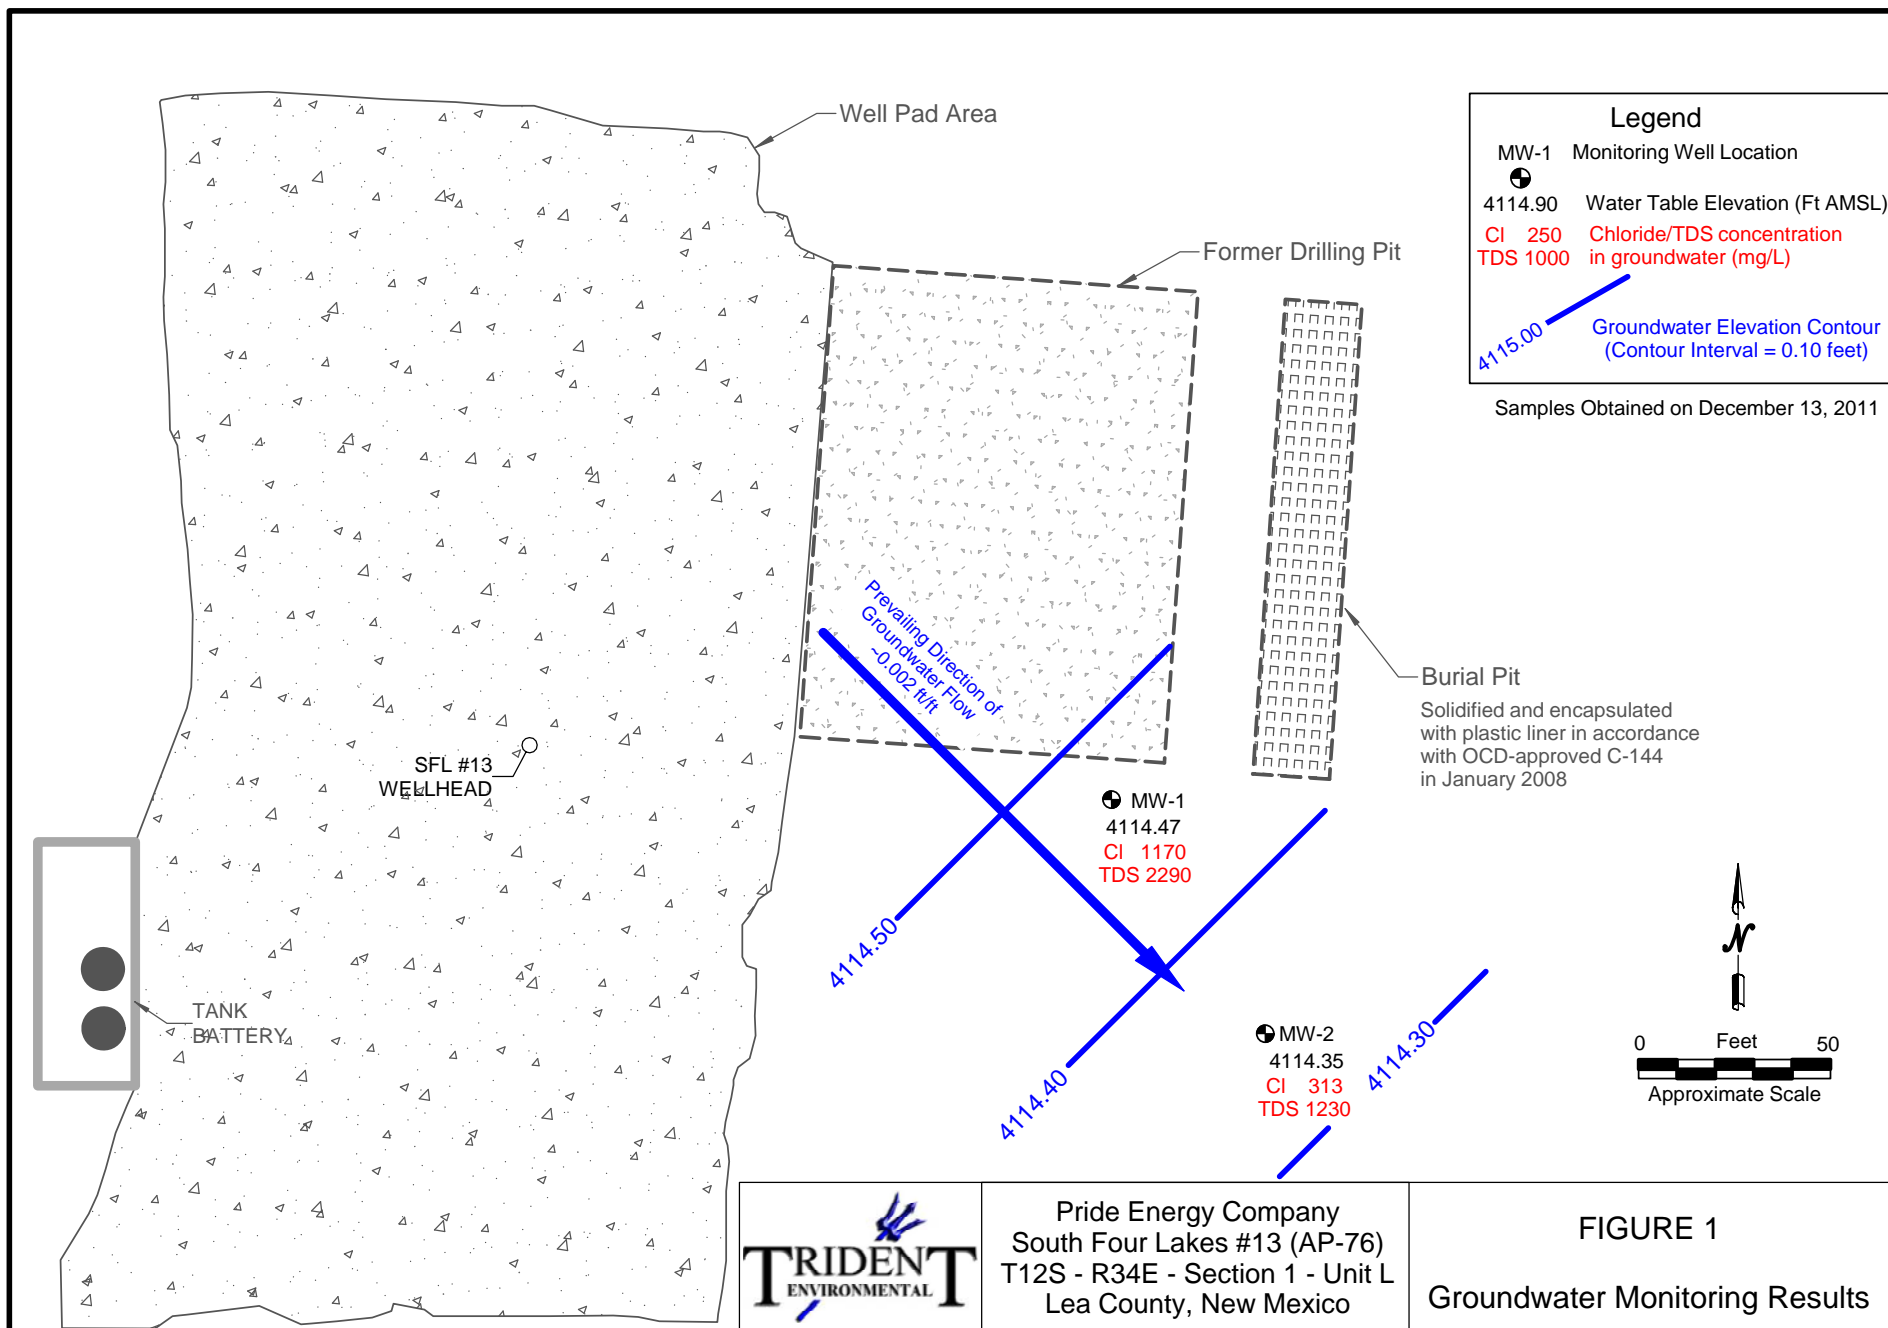 Well Pad Area
Former Drilling Pit
Legend
MW-1 Monitoring Well Location
4114.90 Water Table Elevation (Ft AMSL)
Cl 250 Chloride/TDS concentration
TDS 1000 in groundwater (mg/L)
4115.00
Groundwater Elevation Contour
(Contour Interval = 0.10 feet)
Samples Obtained on December 13, 2011
Prevailing Direction of
Groundwater Flow
~0.002 ft/ft
Burial Pit
Solidified and encapsulated
with plastic liner in accordance
with OCD-approved C-144
in January 2008
SFL #13
WELLHEAD
MW-1
4114.47
Cl 1170
TDS 2290
4114.50
TANK
BATTERY
MW-2
4114.35
Cl 313
TDS 1230
4114.40
4114.30
N
0 Feet 50
Approximate Scale
TRIDENT
ENVIRONMENTAL
Pride Energy Company
South Four Lakes #13 (AP-76)
T12S - R34E - Section 1 - Unit L
Lea County, New Mexico
FIGURE 1
Groundwater Monitoring Results